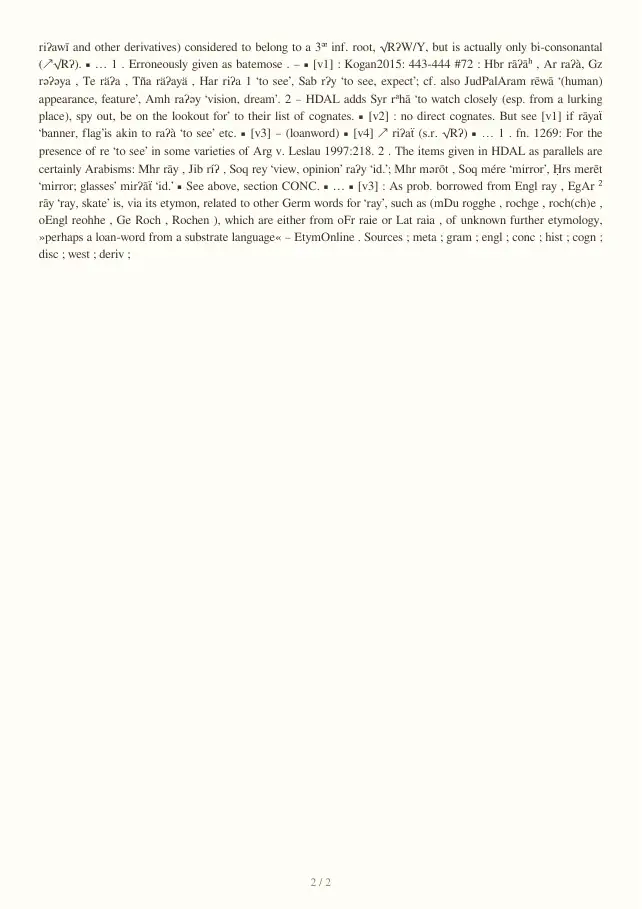 riʔawī and other derivatives) considered to belong to a 3ᵃᵉ inf. root, √RʔW/Y, but is actually only bi-consonantal
(↗√Rʔ). ▪ … 1 . Erroneously given as batemose . – ▪ [v1] : Kogan2015: 443-444 #72 : Hbr rāʔāʰ , Ar raʔà, Gz
rəʔəya , Te räʔa , Tña räʔayä , Har riʔa 1 ‘to see’, Sab rʔy ‘to see, expect’; cf. also JudPalAram rēwā ‘(human)
appearance, feature’, Amh raʔəy ‘vision, dream’. 2 – HDAL adds Syr rᵃhā ‘to watch closely (esp. from a lurking
place), spy out, be on the lookout for’ to their list of cognates. ▪ [v2] : no direct cognates. But see [v1] if rāyaẗ
‘banner, flag’is akin to raʔà ‘to see’ etc. ▪ [v3] – (loanword) ▪ [v4] ↗ riʔaẗ (s.r. √Rʔ) ▪ … 1 . fn. 1269: For the
presence of re ‘to see’ in some varieties of Arg v. Leslau 1997:218. 2 . The items given in HDAL as parallels are
certainly Arabisms: Mhr rāy , Jib ríʔ , Soq rey ‘view, opinion’ raʔy ‘id.’; Mhr mərōt , Soq mére ‘mirror’, Ḥrs merēt
‘mirror; glasses’ mirʔāẗ ‘id.’ ▪ See above, section CONC. ▪ … ▪ [v3] : As prob. borrowed from Engl ray , EgAr ²
rāy ‘ray, skate’ is, via its etymon, related to other Germ words for ‘ray’, such as (mDu rogghe , rochge , roch(ch)e ,
oEngl reohhe , Ge Roch , Rochen ), which are either from oFr raie or Lat raia , of unknown further etymology,
»perhaps a loan-word from a substrate language« – EtymOnline . Sources ; meta ; gram ; engl ; conc ; hist ; cogn ;
disc ; west ; deriv ;
2 / 2